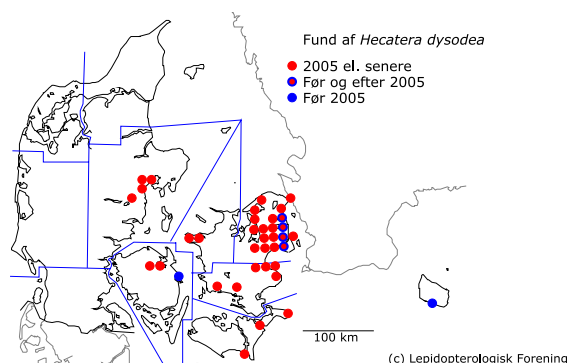 Fund af Hecatera dysodea
2005 el. senere
Før og efter 2005
Før 2005
100 km
(c) Lepidopterologisk Forening